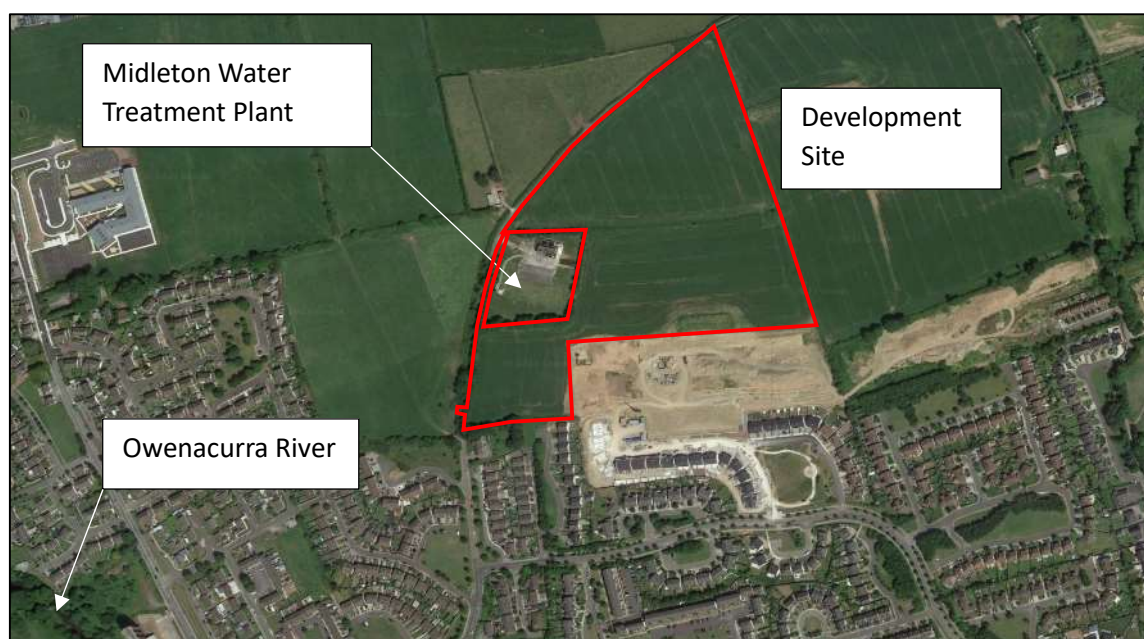 Midleton Water
Treatment Plant
Development
Site
Owenacurra River